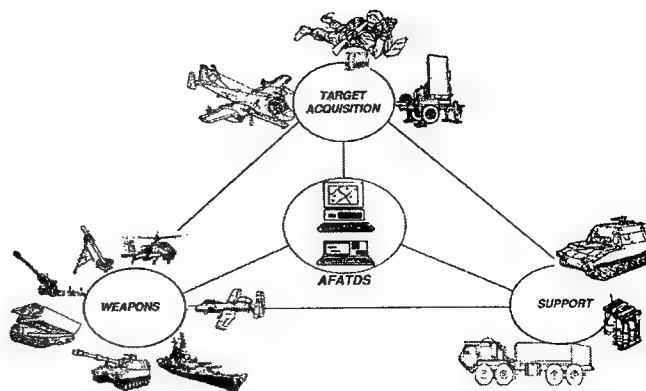 TARGET
ACQUISITION
AFATDS
WEAPONS
SUPPORT